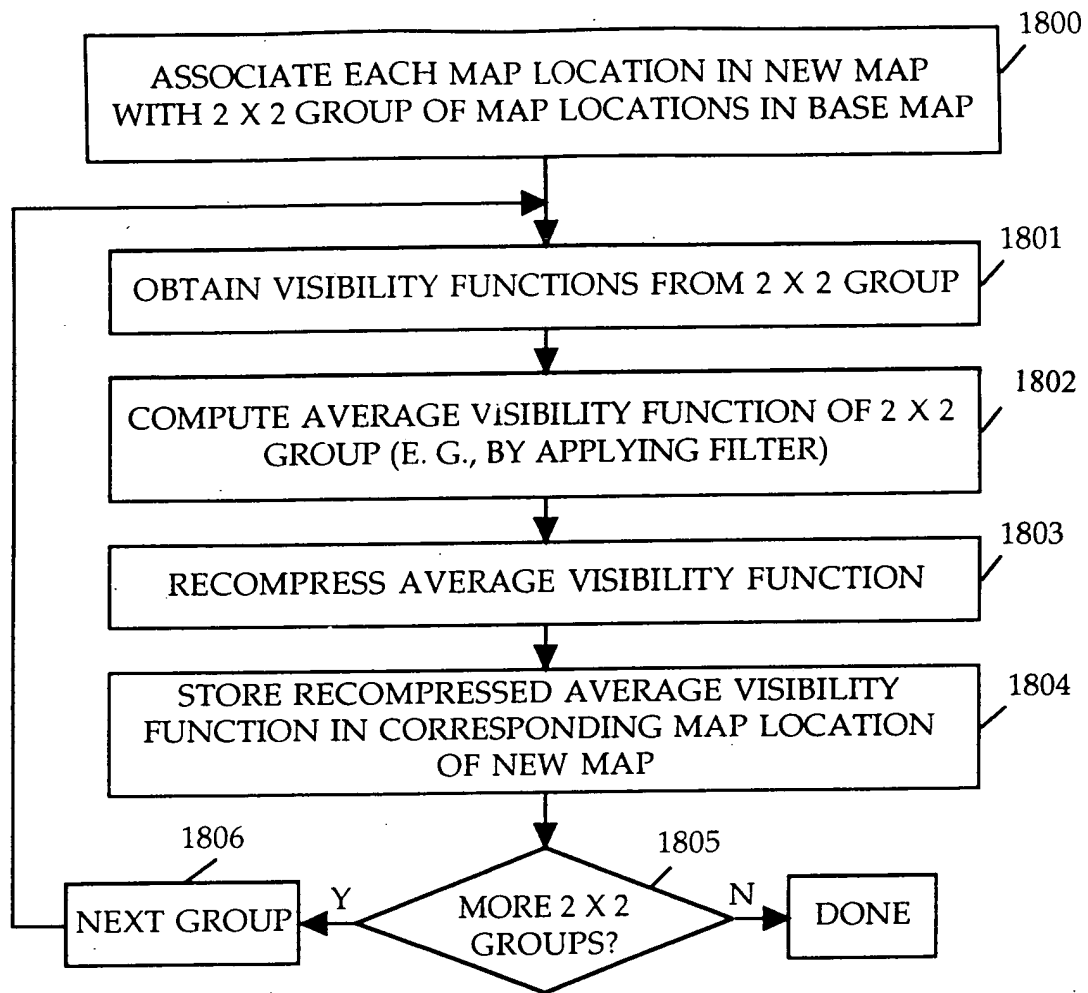 1800
ASSOCIATE EACH MAP LOCATION IN NEW MAP
WITH 2 X 2 GROUP OF MAP LOCATIONS IN BASE MAP
1801
OBTAIN VISIBILITY FUNCTIONS FROM 2 X 2 GROUP
1802
COMPUTE AVERAGE VISIBILITY FUNCTION OF 2 X 2
GROUP (E. G., BY APPLYING FILTER)
1803
RECOMPRESS AVERAGE VISIBILITY FUNCTION
1804
STORE RECOMPRESSED AVERAGE VISIBILITY
FUNCTION IN CORRESPONDING MAP LOCATION
OF NEW MAP
1806
NEXT GROUP
Y
1805
MORE 2 X 2
GROUPS?
N
DONE